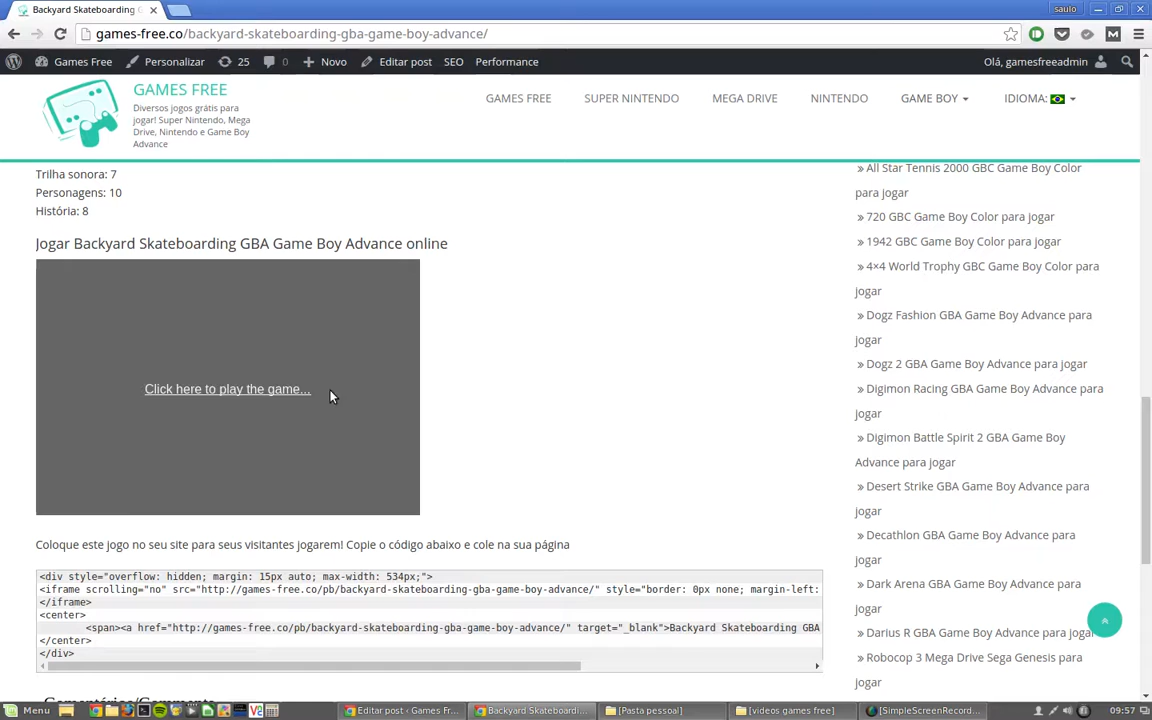 Backyard Skateboarding G
saulo
games-free.co/backyard-skateboarding-gba-game-boy-advance/
Games Free
Personalizar
25
0
Novo
Editar post
SEO
Performance
Olá, gamesfreeadmin
GAMES FREE
Diversos jogos grátis para
jogar! Super Nintendo, Mega
Drive, Nintendo e Game Boy
Advance
GAMES FREE
SUPER NINTENDO
MEGA DRIVE
NINTENDO
GAME BOY
IDIOMA:
Trilha sonora: 7
Personagens: 10
História: 8
Jogar Backyard Skateboarding GBA Game Boy Advance online
Click here to play the game...
Coloque este jogo no seu site para seus visitantes jogarem! Copie o código abaixo e cole na sua página
<div style="overflow: hidden; margin: 15px auto; max-width: 534px;">
<iframe scrolling="no" src="http://games-free.co/pb/backyard-skateboarding-gba-game-boy-advance/" style="border: 0px none; margin-left:
</iframe>
<center>
<span><a href="http://games-free.co/pb/backyard-skateboarding-gba-game-boy-advance/" target="_blank">Backyard Skateboarding GBA
</center>
</div>
Comentários/Comments
» All Star Tennis 2000 GBC Game Boy Color
para jogar
» 720 GBC Game Boy Color para jogar
» 1942 GBC Game Boy Color para jogar
» 4×4 World Trophy GBC Game Boy Color para
jogar
» Dogz Fashion GBA Game Boy Advance para
jogar
» Dogz 2 GBA Game Boy Advance para jogar
» Digimon Racing GBA Game Boy Advance para
jogar
» Digimon Battle Spirit 2 GBA Game Boy
Advance para jogar
» Desert Strike GBA Game Boy Advance para
jogar
» Decathlon GBA Game Boy Advance para
jogar
» Dark Arena GBA Game Boy Advance para
jogar
» Darius R GBA Game Boy Advance para jogar
» Robocop 3 Mega Drive Sega Genesis para
jogar
Menu
Editar post ‹ Games Fr...
Backyard Skateboardi...
[Pasta pessoal]
[videos games free]
[SimpleScreenRecord...
09:57